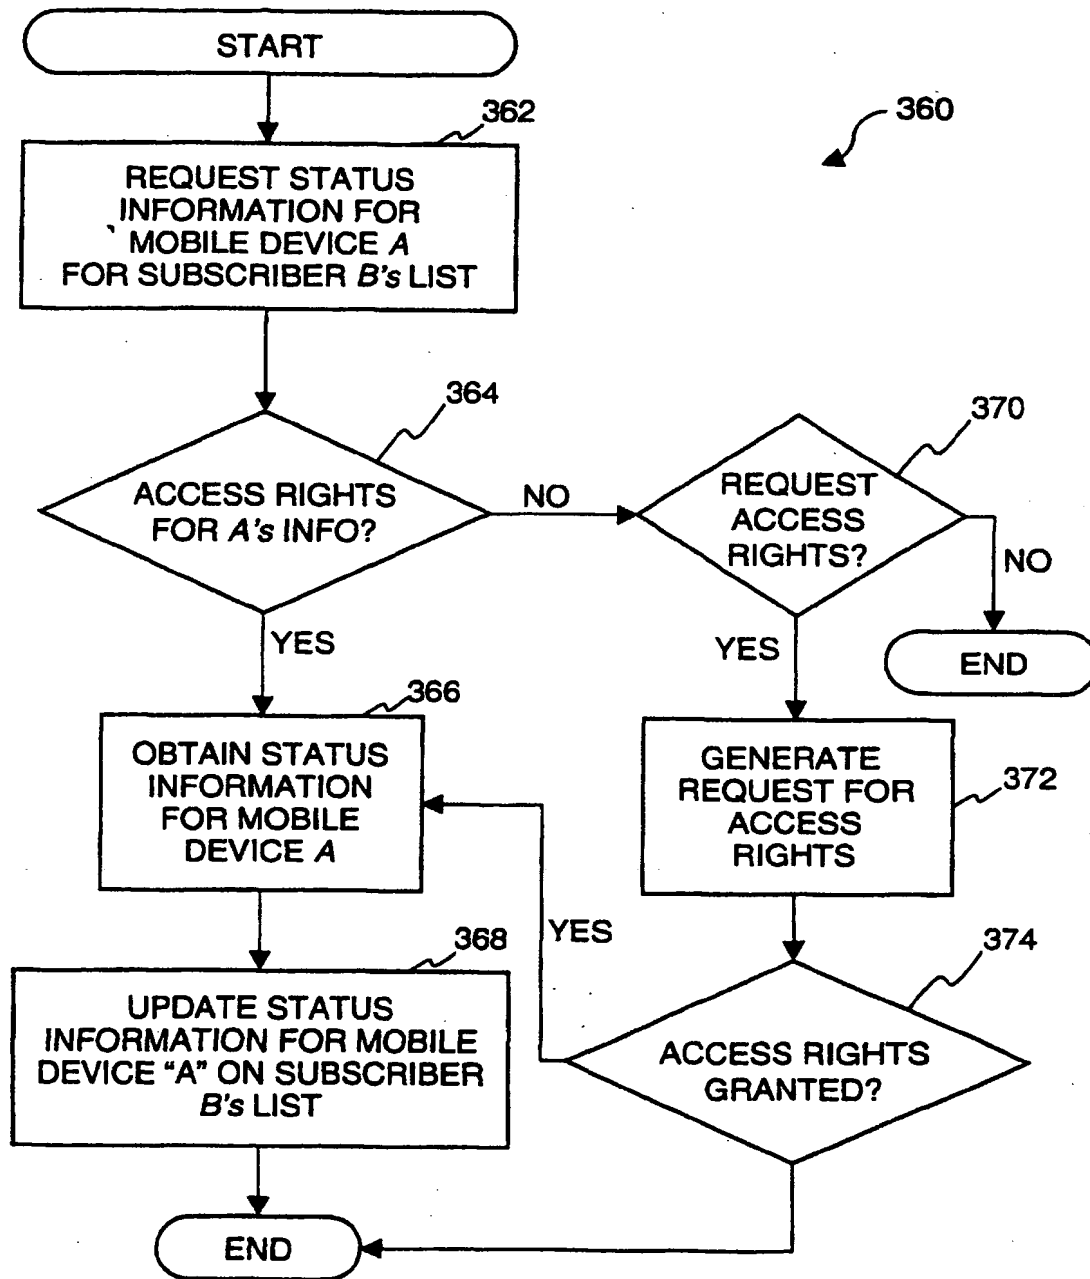 START
360
362
REQUEST STATUS
INFORMATION FOR
MOBILE DEVICE A
FOR SUBSCRIBER B's LIST
364
ACCESS RIGHTS
FOR A's INFO?
NO
370
REQUEST
ACCESS
RIGHTS?
NO
END
YES
YES
366
OBTAIN STATUS
INFORMATION
FOR MOBILE
DEVICE A
372
GENERATE
REQUEST FOR
ACCESS
RIGHTS
YES
368
UPDATE STATUS
INFORMATION FOR MOBILE
DEVICE "A" ON SUBSCRIBER
B's LIST
374
ACCESS RIGHTS
GRANTED?
END